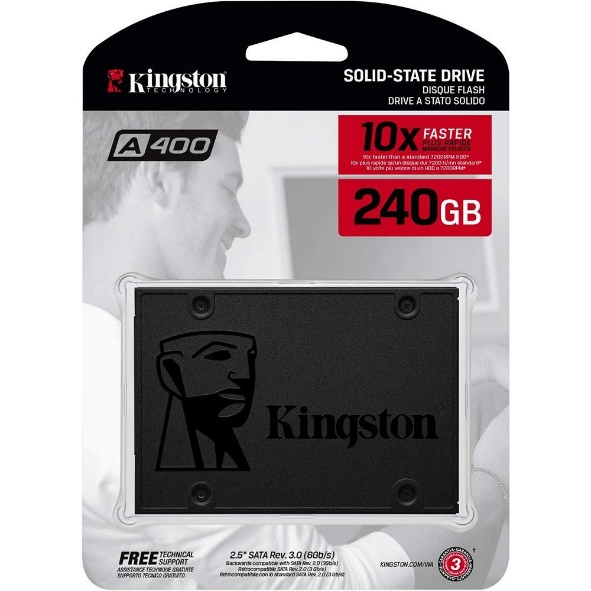 Kingston
TECHNOLOGY
SOLID-STATE DRIVE
DISQUE FLASH
DRIVE A STATO SOLIDO
A400
10x FASTER
PLUS RAPIDE
MAGGIORE VELOCITÀ
10x faster than a standard 7200RPM HDD*
10x plus rapide qu'un disque dur 7200 tr/mn standard*
10 volte più veloce di un HDD a 7200RPM*
240GB
Kingston
FREE TECHNICAL
SUPPORT
ASSISTANCE TECHNIQUE GRATUITE
SUPPORTO TECNICO GRATUITO
2.5" SATA Rev. 3.0 (6Gb/s)
Backwards compatible with SATA Rev. 2.0 (3Gb/s)
Rétrocompatible SATA Rev. 2.0 (3 Gb/s)
Retrocompatibile con lo standard SATA Rev. 2.0 (3 Gb/s)
KINGSTON.COM/WA
3
†